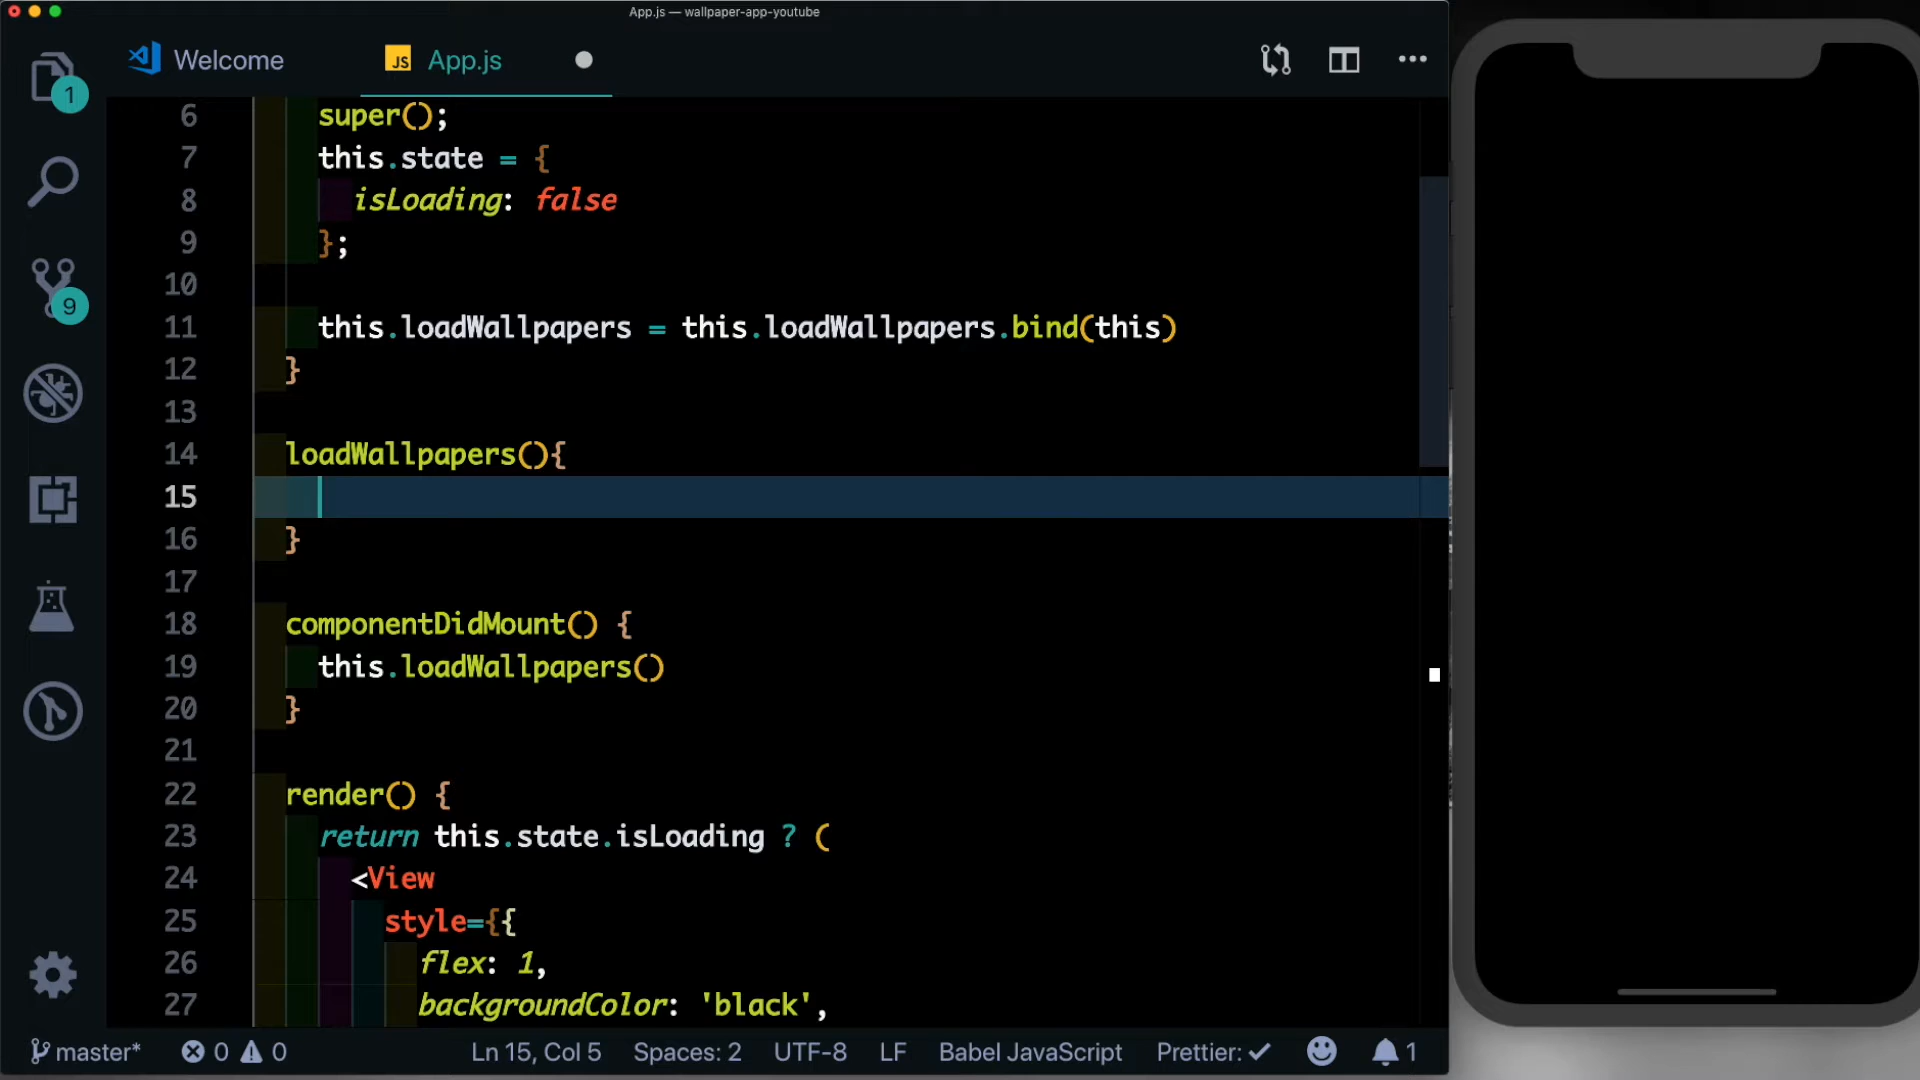 App.js — wallpaper-app-youtube
Welcome
JS App.js
1
9
6 super();
7 this.state = {
8 isLoading: false
9 };
10
11 this.loadWallpapers = this.loadWallpapers.bind(this)
12 }
13
14 loadWallpapers(){
15
16 }
17
18 componentDidMount() {
19 this.loadWallpapers()
20 }
21
22 render() {
23 return this.state.isLoading ? (
24 <View
25 style={{
26 flex: 1,
27 backgroundColor: 'black',
master* 0 0 Ln 15, Col 5 Spaces: 2 UTF-8 LF Babel JavaScript Prettier: ✓ 1